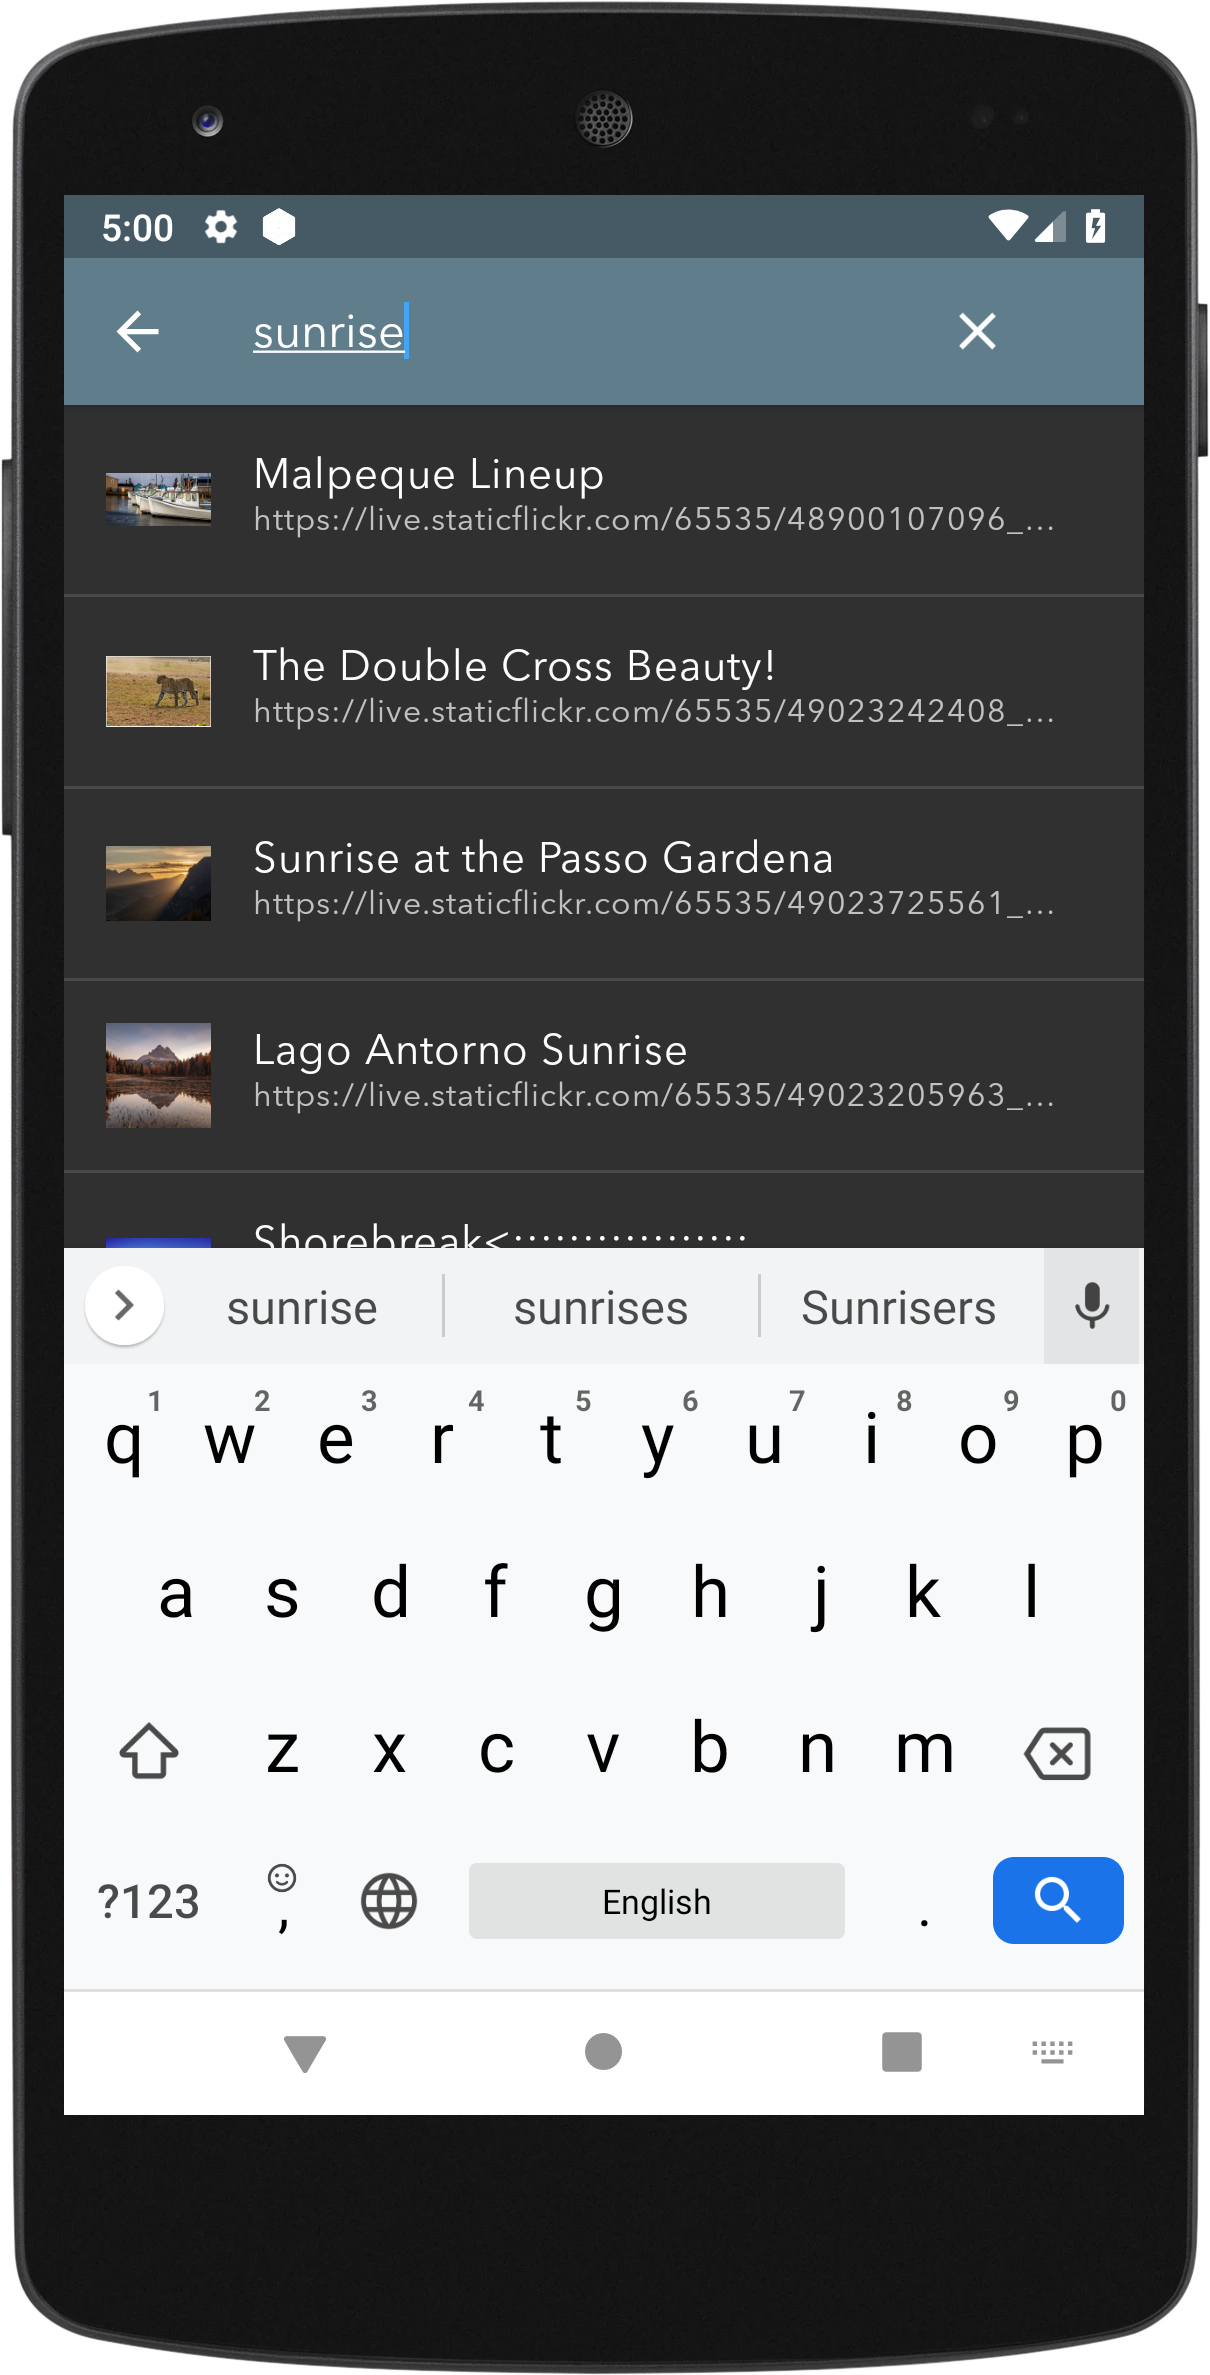 5:00
sunrise
Malpeque Lineup
https://live.staticflickr.com/65535/48900107096_...
The Double Cross Beauty!
https://live.staticflickr.com/65535/49023242408_...
Sunrise at the Passo Gardena
https://live.staticflickr.com/65535/49023725561_...
Lago Antorno Sunrise
https://live.staticflickr.com/65535/49023205963_...
Shorebreak<:::::::::::::::::
sunrise sunrises Sunrisers
1 2 3 4 5 6 7 8 9 0
q w e r t y u i o p
a s d f g h j k l
z x c v b n m
?123 , English .